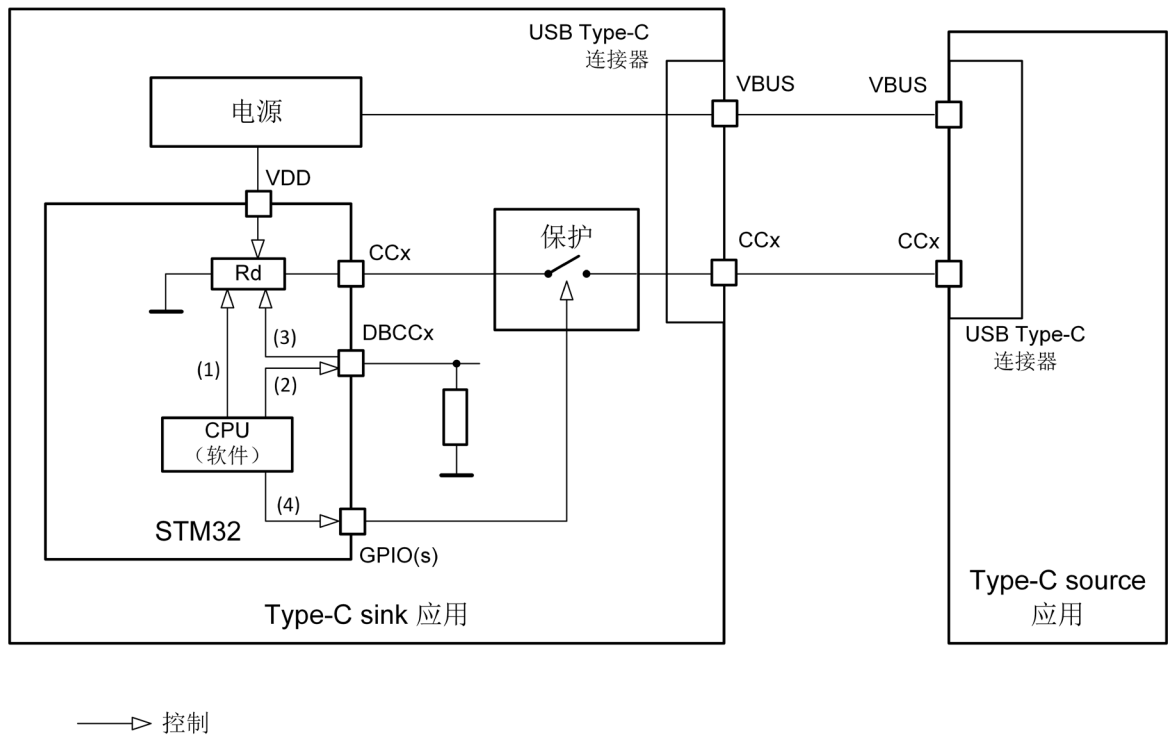 USB Type-C
连接器
VBUS
VBUS
电源
VDD
保护
CCx
CCx
CCx
Rd
(3)
DBCCx
USB Type-C
连接器
(1)
(2)
CPU
（软件）
(4)
STM32
GPIO(s)
Type-C source
应用
Type-C sink 应用
控制